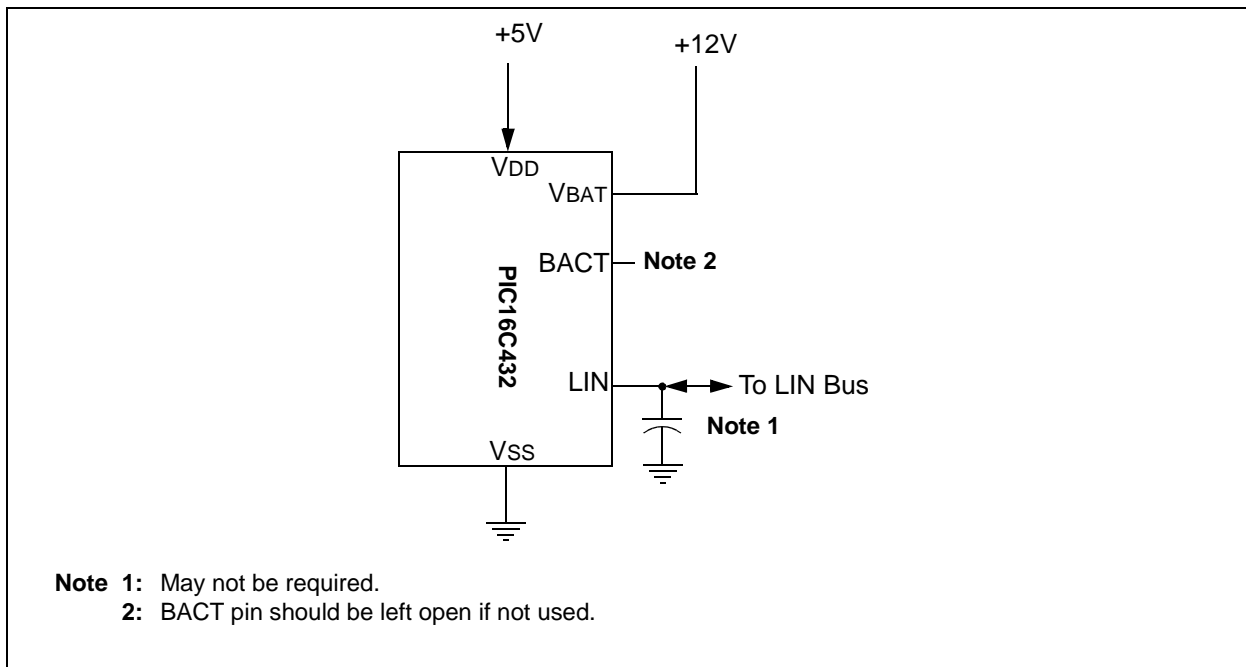 +5V
+12V
VDD
VBAT
BACT
Note 2
PIC16C432
LIN
To LIN Bus
Note 1
VSS
Note 1: May not be required.
2: BACT pin should be left open if not used.